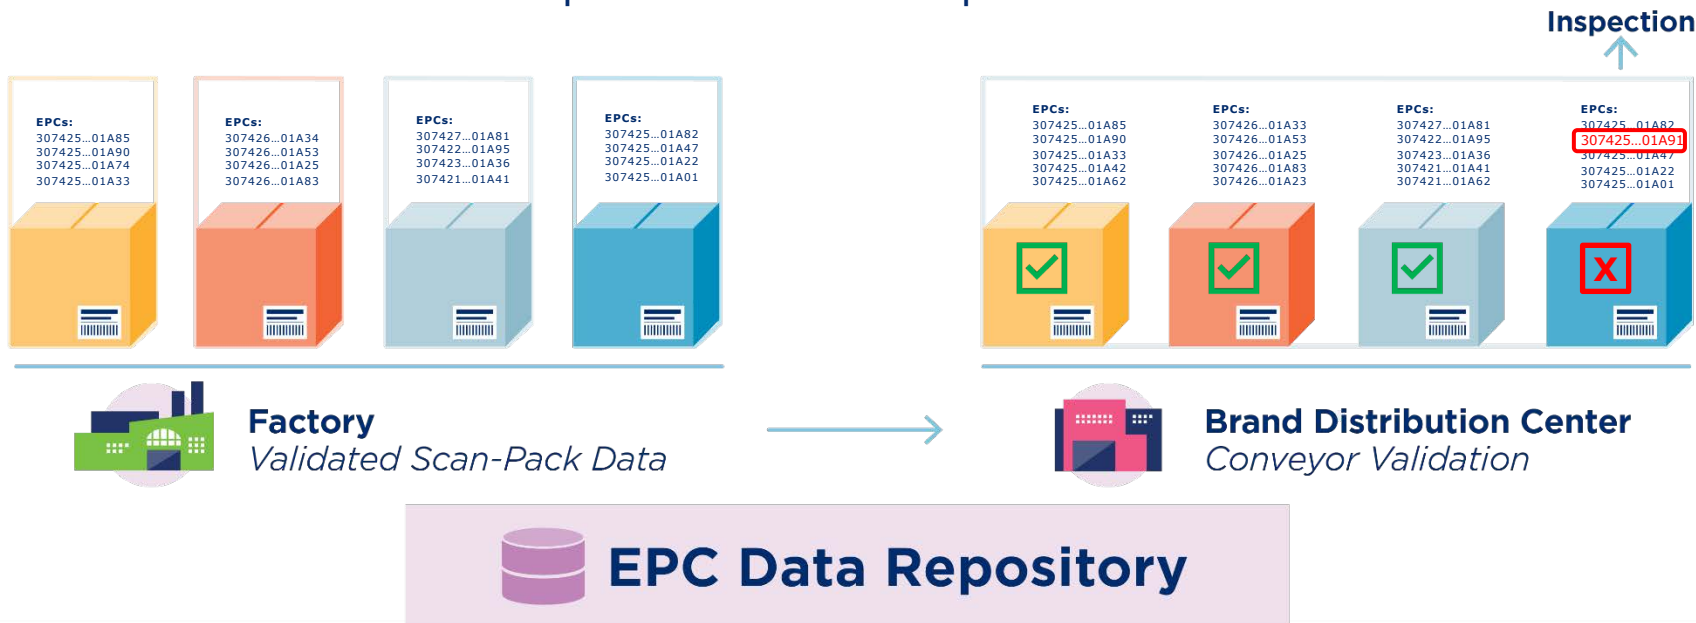 Inspection
EPCs:
307425...01A85
307425...01A90
307425...01A74
307425...01A33
EPCs:
307426...01A34
307426...01A53
307426...01A25
307426...01A83
EPCs:
307427...01A81
307422...01A95
307423...01A36
307421...01A41
EPCs:
307425...01A82
307425...01A47
307425...01A22
307425...01A01
EPCs:
307425...01A85
307425...01A90
307425...01A33
307425...01A42
307425...01A62
EPCs:
307426...01A33
307426...01A53
307426...01A25
307426...01A83
307426...01A23
EPCs:
307427...01A81
307422...01A95
307423...01A36
307421...01A41
307421...01A62
EPCs:
307425...01A82
307425...01A91
307425...01A47
307425...01A22
307425...01A01
X
Factory
Validated Scan-Pack Data
Brand Distribution Center
Conveyor Validation
EPC Data Repository